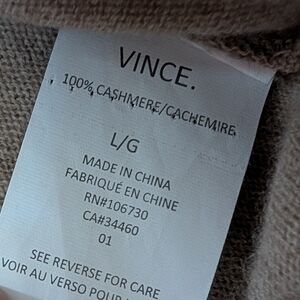 VINCE.
100% CASHMERE/CACHEMIRE
L/G
MADE IN CHINA
FABRIQUÉ EN CHINE
RN#106730
CA#34460
01
SEE REVERSE FOR CARE
VOIR AU VERSO POUR